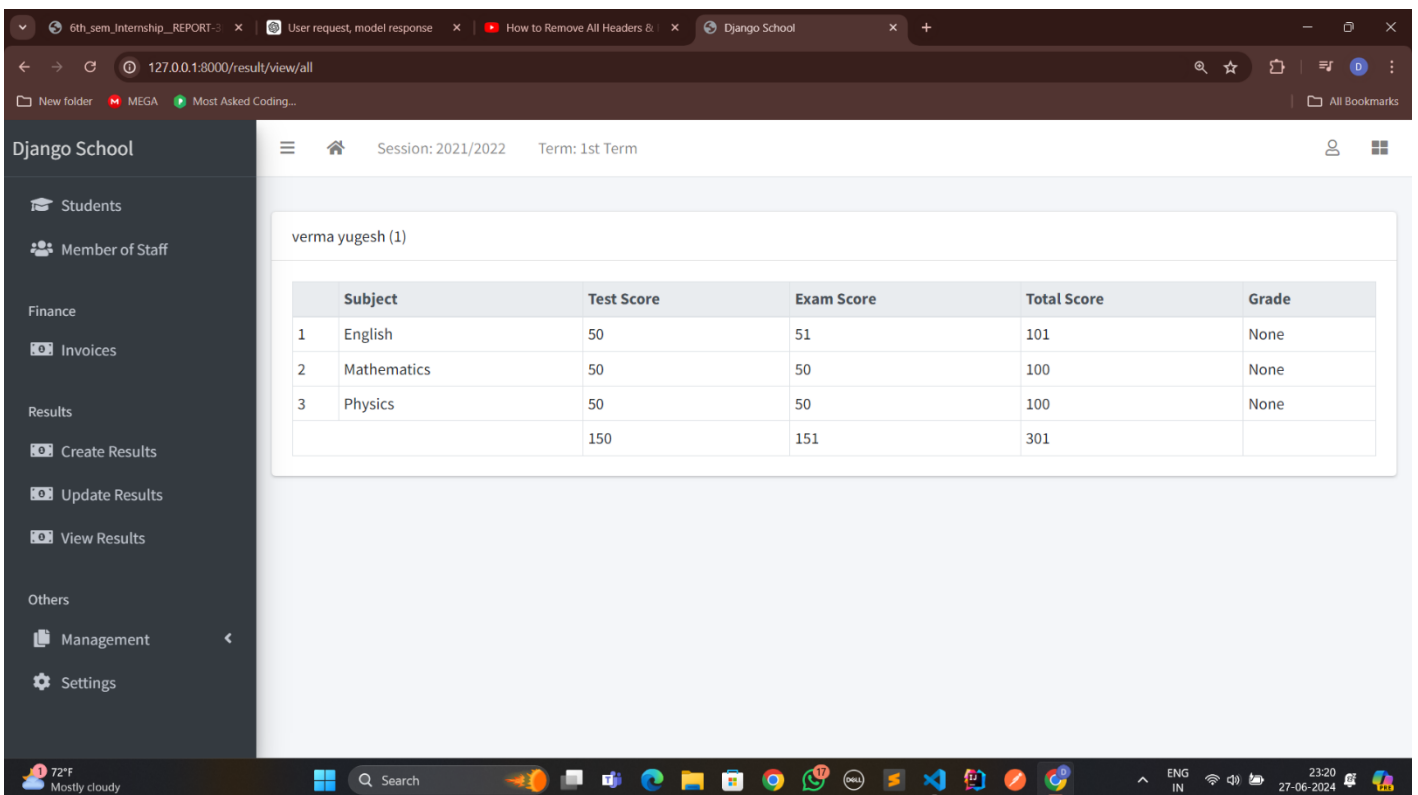 6th_sem_Internship__REPORT-3
User request, model response
How to Remove All Headers &
Django School
127.0.0.1:8000/result/view/all
D
New folder
MEGA
Most Asked Coding...
All Bookmarks
Django School
Session: 2021/2022 Term: 1st Term
Students
Member of Staff
Finance
Invoices
Results
Create Results
Update Results
View Results
Others
Management
Settings
verma yugesh (1)
Subject Test Score Exam Score Total Score Grade
1 English 50 51 101 None
2 Mathematics 50 50 100 None
3 Physics 50 50 100 None
150 151 301
1
72°F
Mostly cloudy
Search
17
DELL
D
ENG
IN
23:20
27-06-2024
PRE